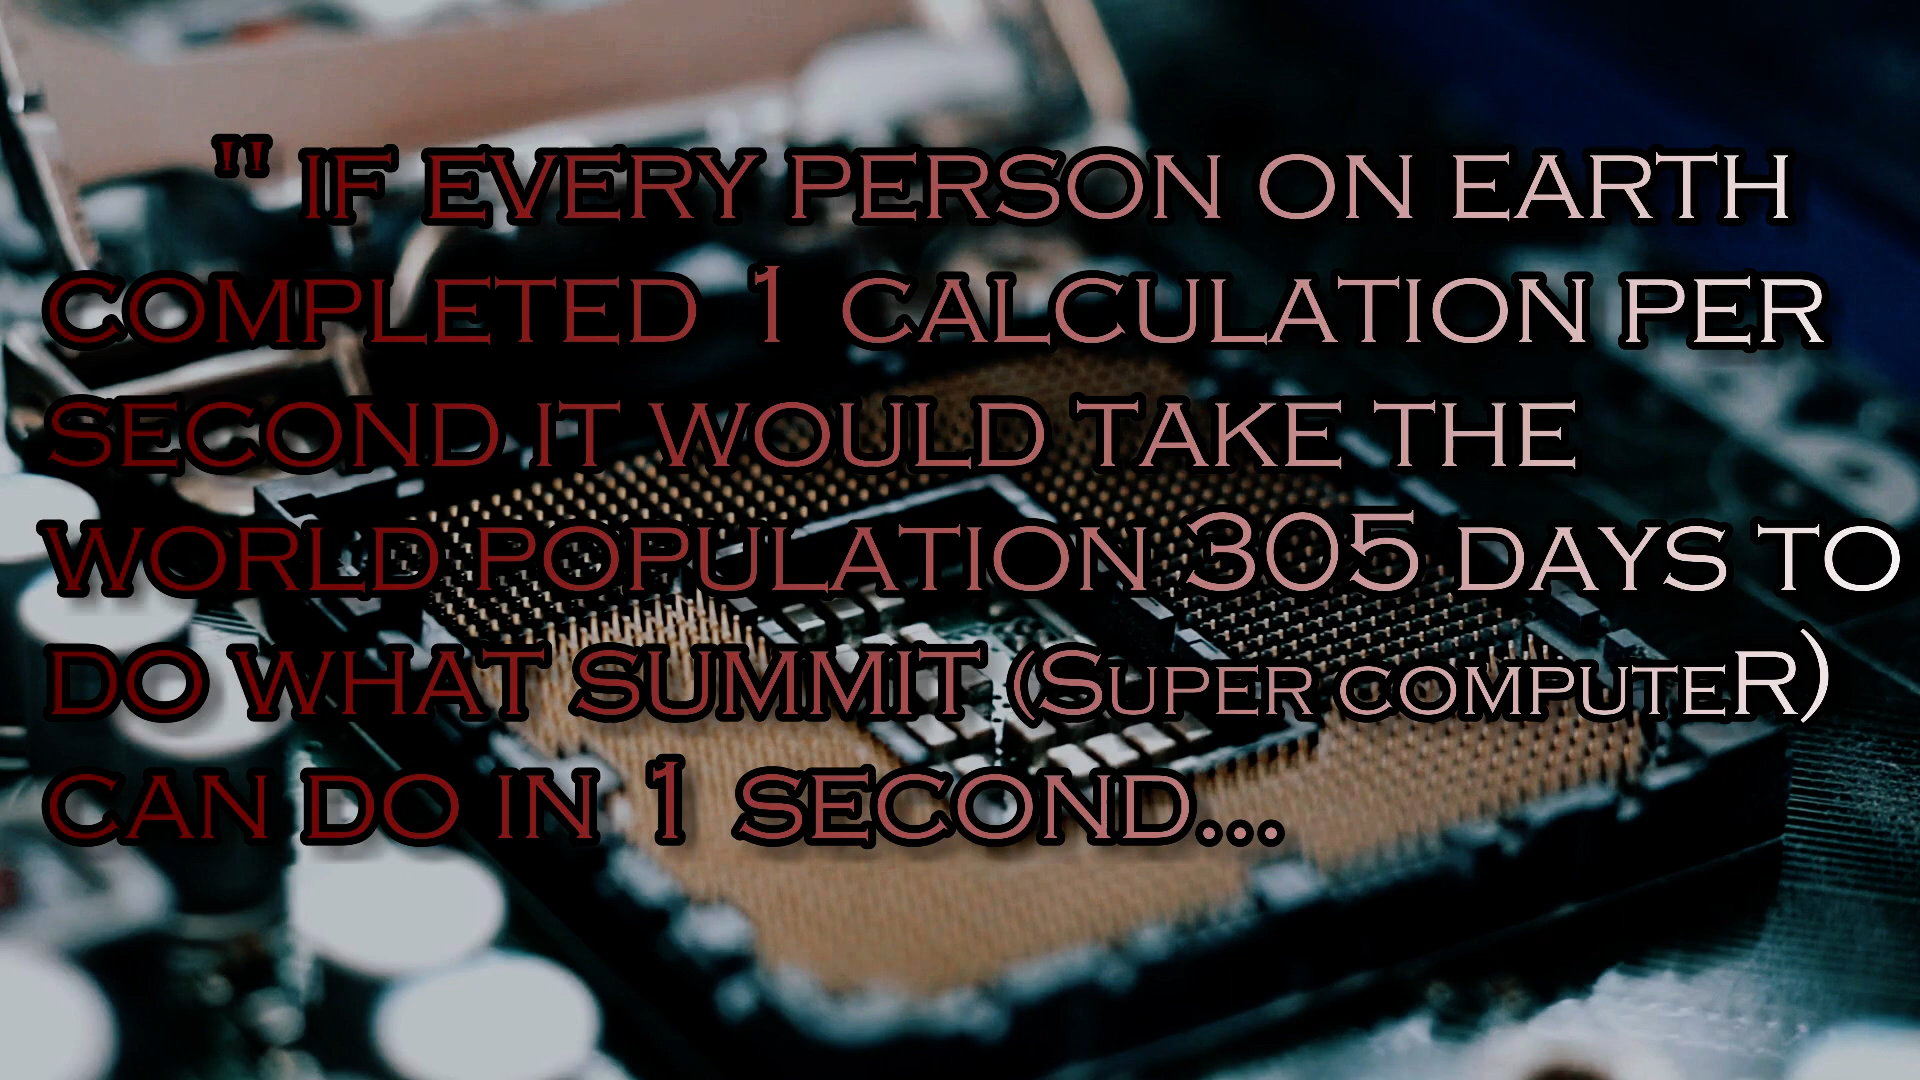 " IF EVERY PERSON ON EARTH
COMPLETED 1 CALCULATION PER
SECOND IT WOULD TAKE THE
WORLD POPULATION 305 DAYS TO
DO WHAT SUMMIT (SUPER COMPUTER)
CAN DO IN 1 SECOND...